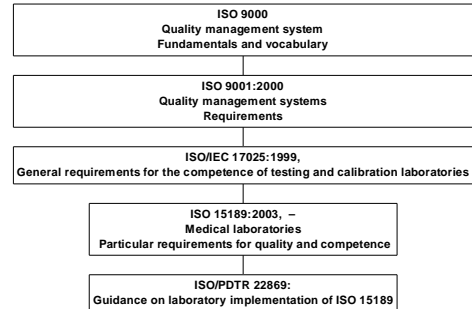 ISO 9000
Quality management system
Fundamentals and vocabulary
ISO 9001:2000
Quality management systems
Requirements
ISO/IEC 17025:1999,
General requirements for the competence of testing and calibration laboratories
ISO 15189:2003, –
Medical laboratories
Particular requirements for quality and competence
ISO/PDTR 22869:
Guidance on laboratory implementation of ISO 15189